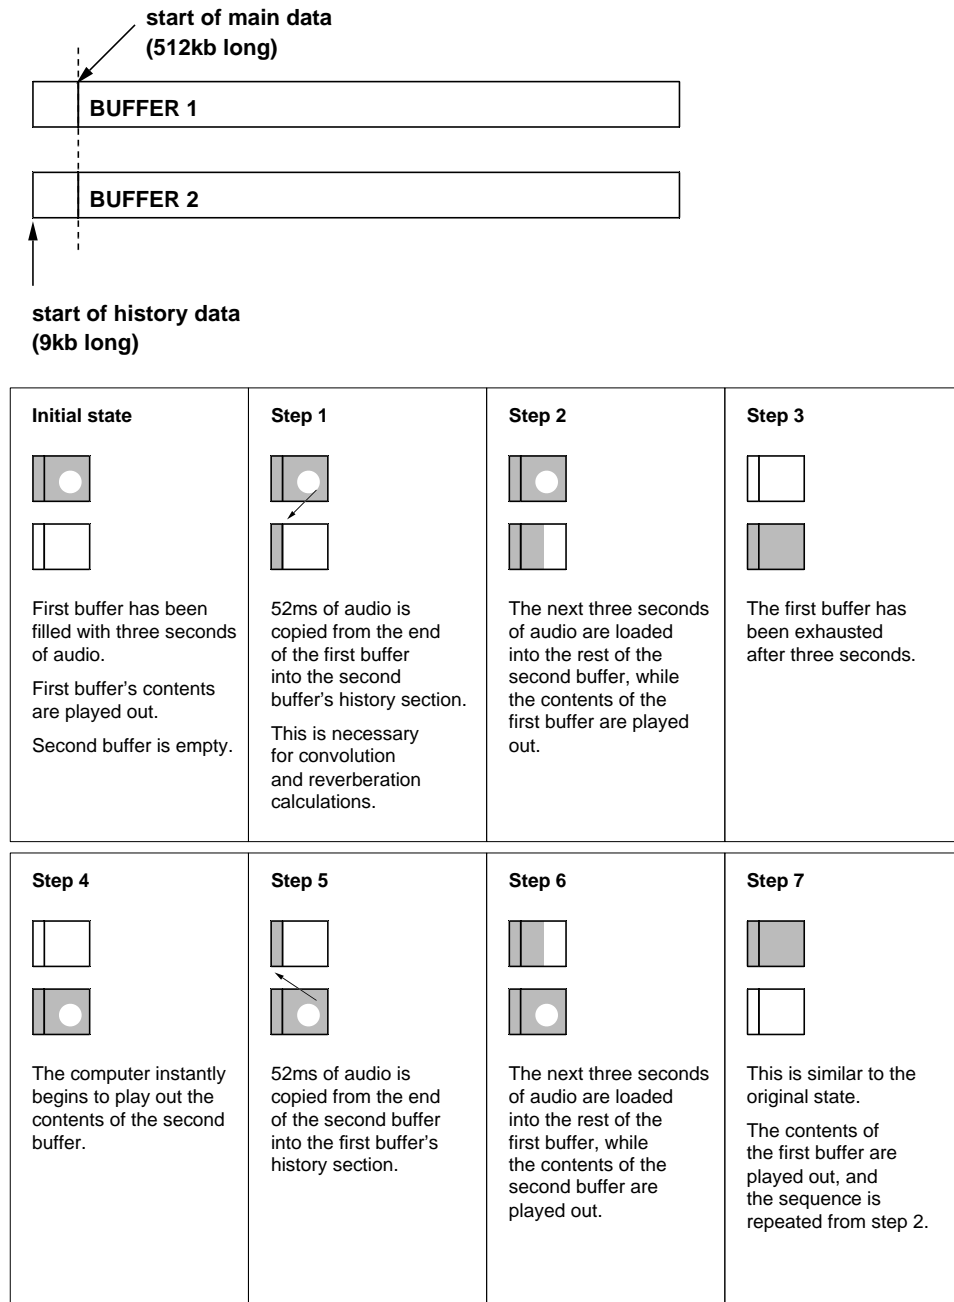 start of main data
(512kb long)
BUFFER 1
BUFFER 2
start of history data
(9kb long)
Initial state
First buffer has been
filled with three seconds
of audio.
First buffer's contents
are played out.
Second buffer is empty.
Step 1
52ms of audio is
copied from the end
of the first buffer
into the second
buffer's history section.
This is necessary
for convolution
and reverberation
calculations.
Step 2
The next three seconds
of audio are loaded
into the rest of the
second buffer, while
the contents of the
first buffer are played
out.
Step 3
The first buffer has
been exhausted
after three seconds.
Step 4
The computer instantly
begins to play out the
contents of the second
buffer.
Step 5
52ms of audio is
copied from the end
of the second buffer
into the first buffer's
history section.
Step 6
The next three seconds
of audio are loaded
into the rest of the
first buffer, while
the contents of the
second buffer are
played out.
Step 7
This is similar to the
original state.
The contents of
the first buffer are
played out, and
the sequence is
repeated from step 2.